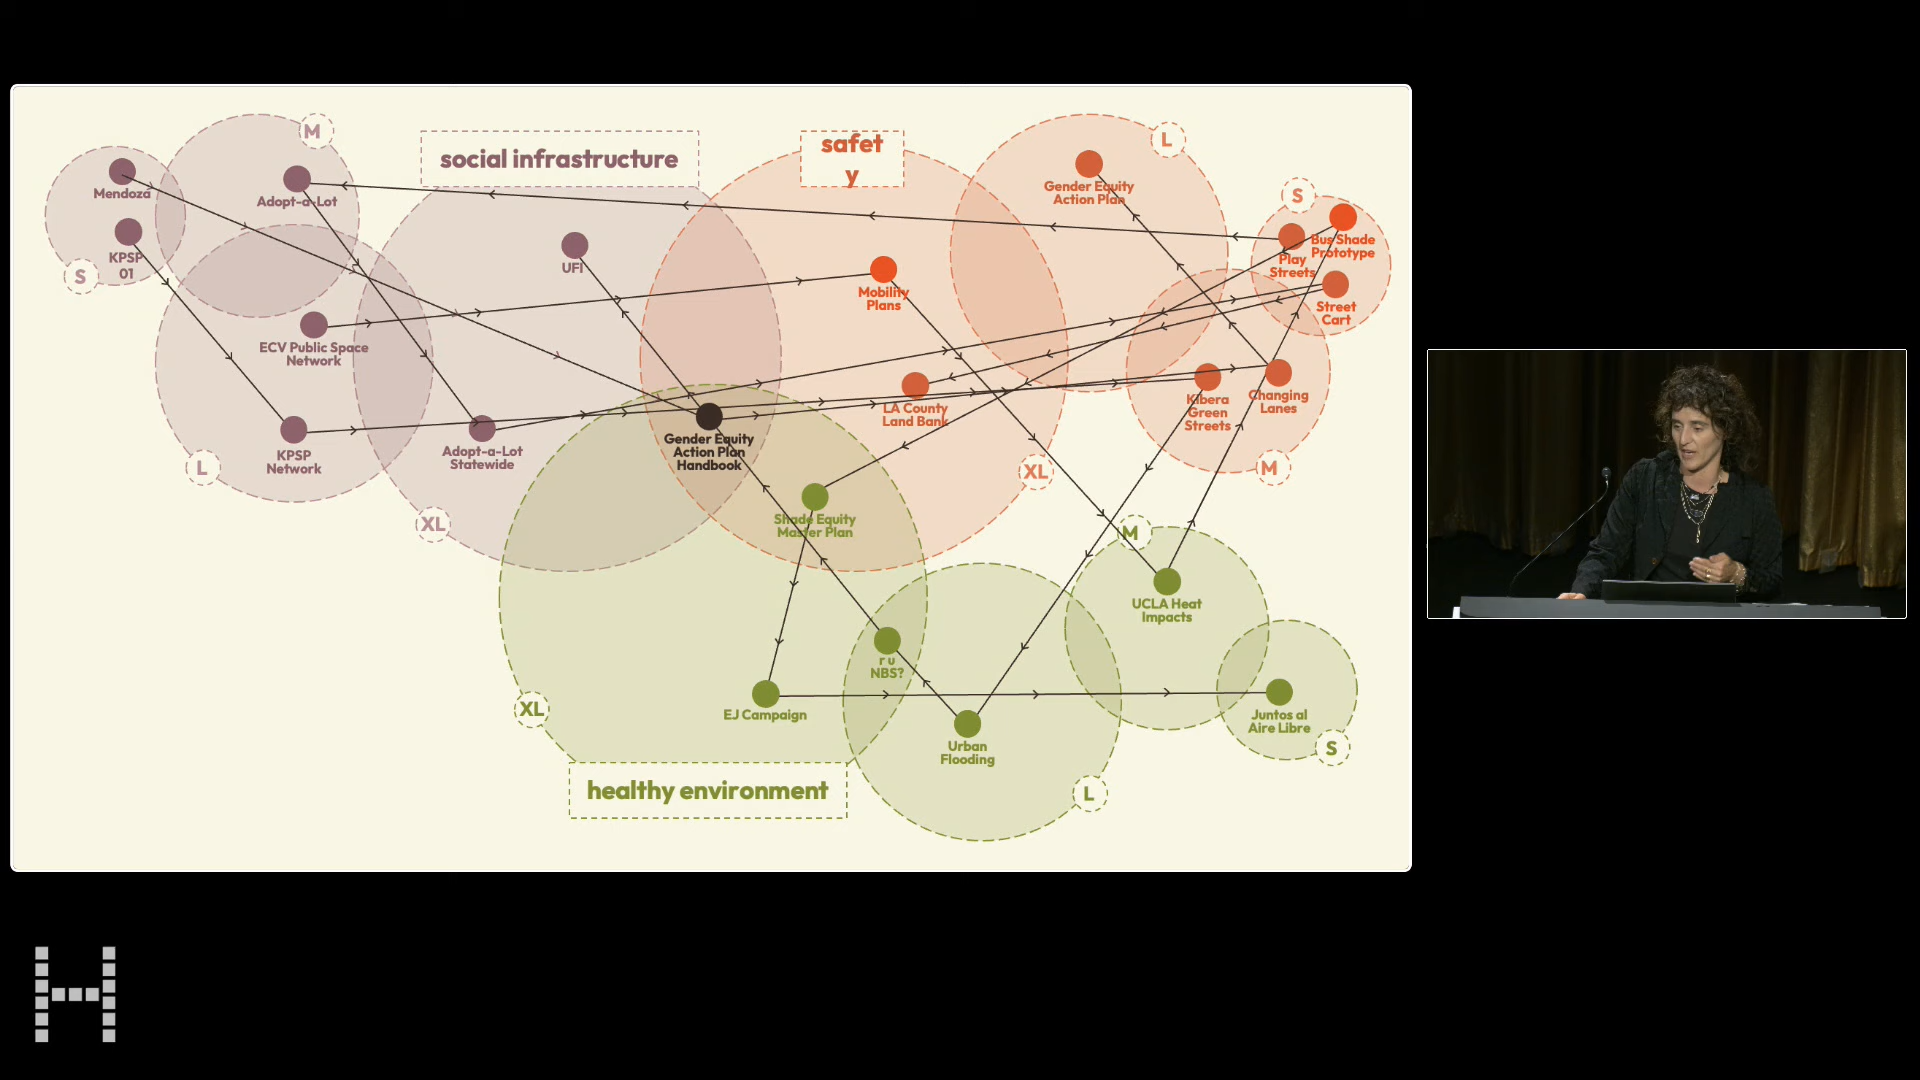 M
social infrastructure
safet
y
L
Mendoza
Adopt-a-Lot
Gender Equity
Action Plan
S
KPSP
01
S
UFI
Bus Shade
Prototype
Play
Streets
Mobility
Plans
Street
Cart
ECV Public Space
Network
LA County
Land Bank
Kibera
Green
Streets
Changing
Lanes
KPSP
Network
Adopt-a-Lot
Statewide
Gender Equity
Action Plan
Handbook
L
XL
M
XL
Shade Equity
Master Plan
M
UCLA Heat
Impacts
r u
NBS?
XL
EJ Campaign
Juntos al
Aire Libre
Urban
Flooding
S
healthy environment
L
H